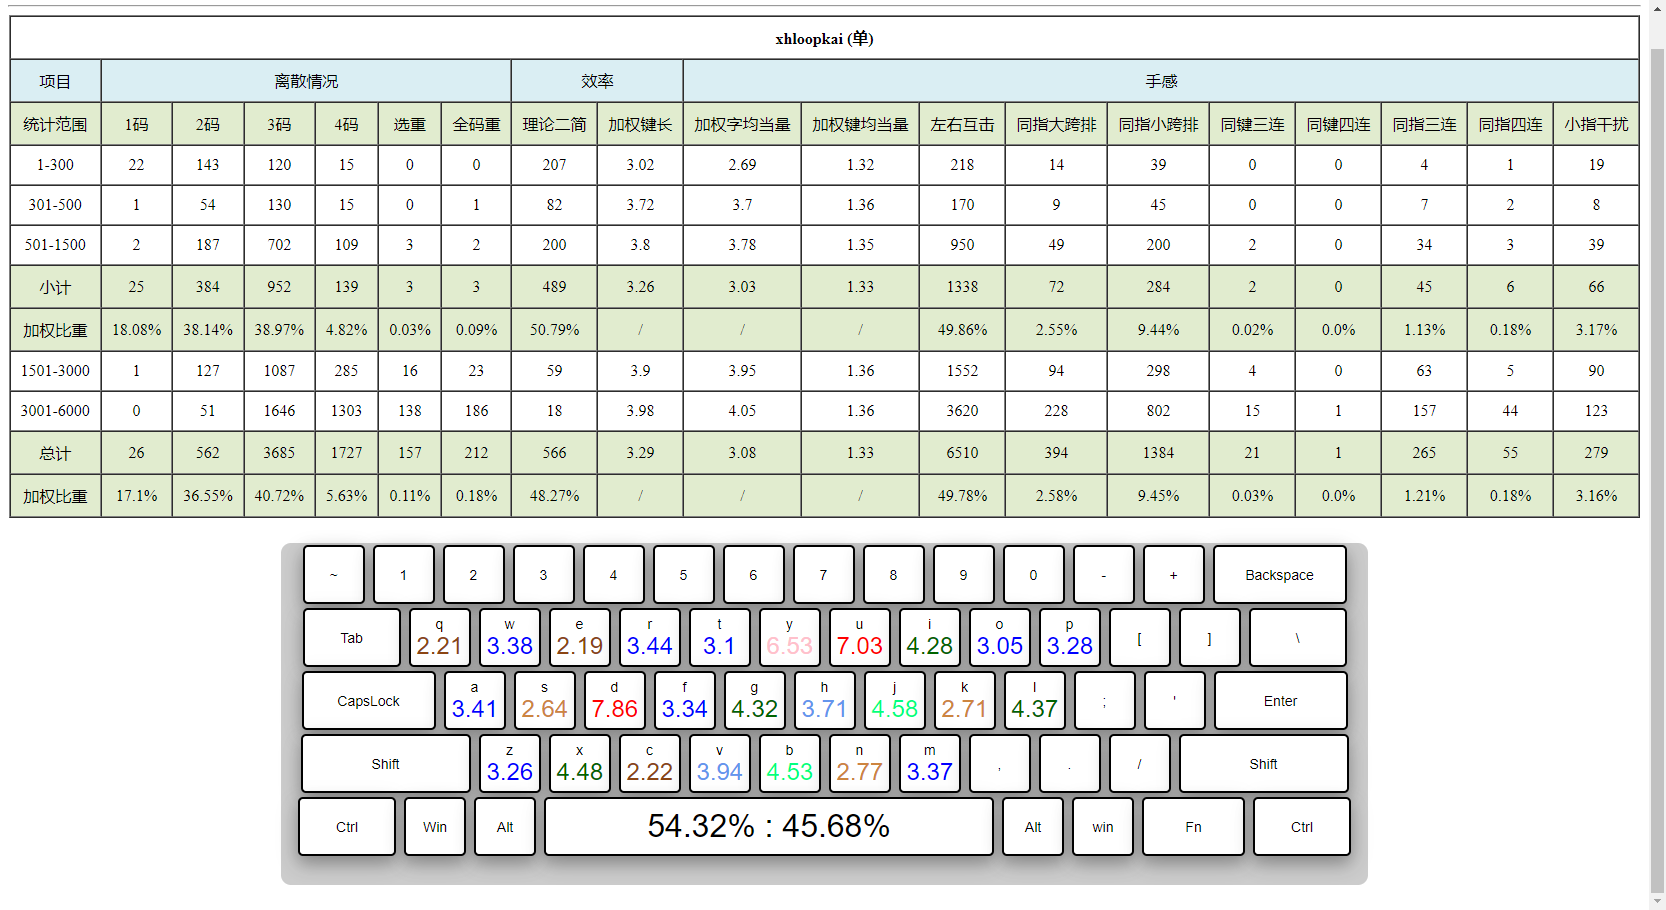 xhloopkai (单)
项目 离散情况 效率 手感
统计范围 1码 2码 3码 4码 选重 全码重 理论二简 加权键长 加权字均当量 加权键均当量 左右互击 同指大跨排 同指小跨排 同键三连 同键四连 同指三连 同指四连 小指干扰
1-300 22 143 120 15 0 0 207 3.02 2.69 1.32 218 14 39 0 0 4 1 19
301-500 1 54 130 15 0 1 82 3.72 3.7 1.36 170 9 45 0 0 7 2 8
501-1500 2 187 702 109 3 2 200 3.8 3.78 1.35 950 49 200 2 0 34 3 39
小计 25 384 952 139 3 3 489 3.26 3.03 1.33 1338 72 284 2 0 45 6 66
加权比重 18.08% 38.14% 38.97% 4.82% 0.03% 0.09% 50.79% / / / 49.86% 2.55% 9.44% 0.02% 0.0% 1.13% 0.18% 3.17%
1501-3000 1 127 1087 285 16 23 59 3.9 3.95 1.36 1552 94 298 4 0 63 5 90
3001-6000 0 51 1646 1303 138 186 18 3.98 4.05 1.36 3620 228 802 15 1 157 44 123
总计 26 562 3685 1727 157 212 566 3.29 3.08 1.33 6510 394 1384 21 1 265 55 279
加权比重 17.1% 36.55% 40.72% 5.63% 0.11% 0.18% 48.27% / / / 49.78% 2.58% 9.45% 0.03% 0.0% 1.21% 0.18% 3.16%
~ 1 2 3 4 5 6 7 8 9 0 - + Backspace
q w e r t y u i o p
Tab 2.21 3.38 2.19 3.44 3.1 6.53 7.03 4.28 3.05 3.28 [ ] \
a s d f g h j k l
CapsLock 3.41 2.64 7.86 3.34 4.32 3.71 4.58 2.71 4.37 ; ' Enter
z x c v b n m
Shift 3.26 4.48 2.22 3.94 4.53 2.77 3.37 , . / Shift
Ctrl Win Alt 54.32% : 45.68% Alt win Fn Ctrl